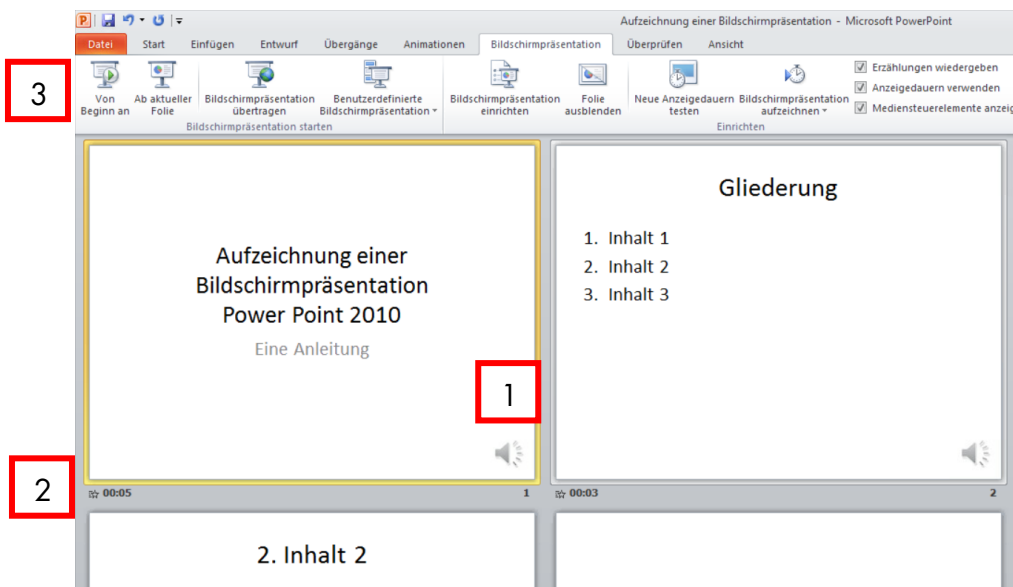 Aufzeichnung einer Bildschirmpräsentation - Microsoft PowerPoint
Datei Start Einfügen Entwurf Übergänge Animationen Bildschirmpräsentation Überprüfen Ansicht
3
Von Beginn an
Ab aktueller Folie
Bildschirmpräsentation übertragen
Benutzerdefinierte Bildschirmpräsentation
Bildschirmpräsentation einrichten
Folie ausblenden
Neue Anzeigedauern testen
Bildschirmpräsentation aufzeichnen
Erzählungen wiedergeben
Anzeigedauern verwenden
Mediensteuerelemente anzeig
Bildschirmpräsentation starten
Einrichten
Aufzeichnung einer
Bildschirmpräsentation
Power Point 2010
Eine Anleitung
1
Gliederung
1. Inhalt 1
2. Inhalt 2
3. Inhalt 3
2
00:05 1
00:03 2
2. Inhalt 2